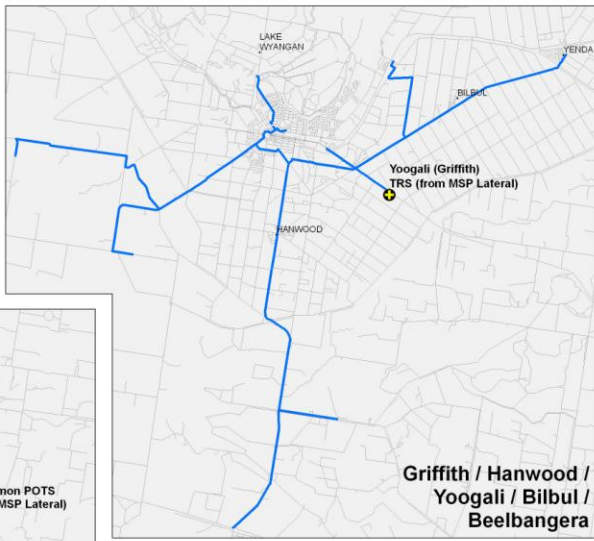 LAKE
WYANGAN
YENDA
BILBUL
Yoogali (Griffith)
TRS (from MSP Lateral)
HANWOOD
mon POTS
MSP Lateral)
Griffith / Hanwood /
Yoogali / Bilbul /
Beelbangera